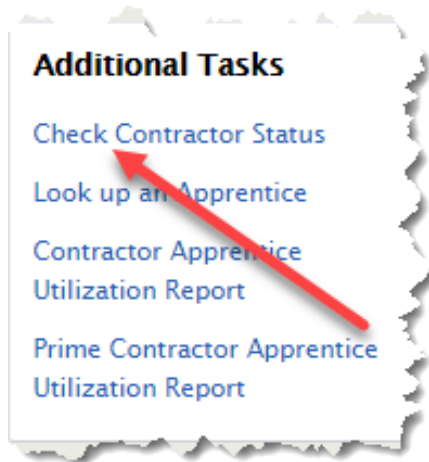 Additional Tasks
Check Contractor Status
Look up an Apprentice
Contractor Apprentice
Utilization Report
Prime Contractor Apprentice
Utilization Report